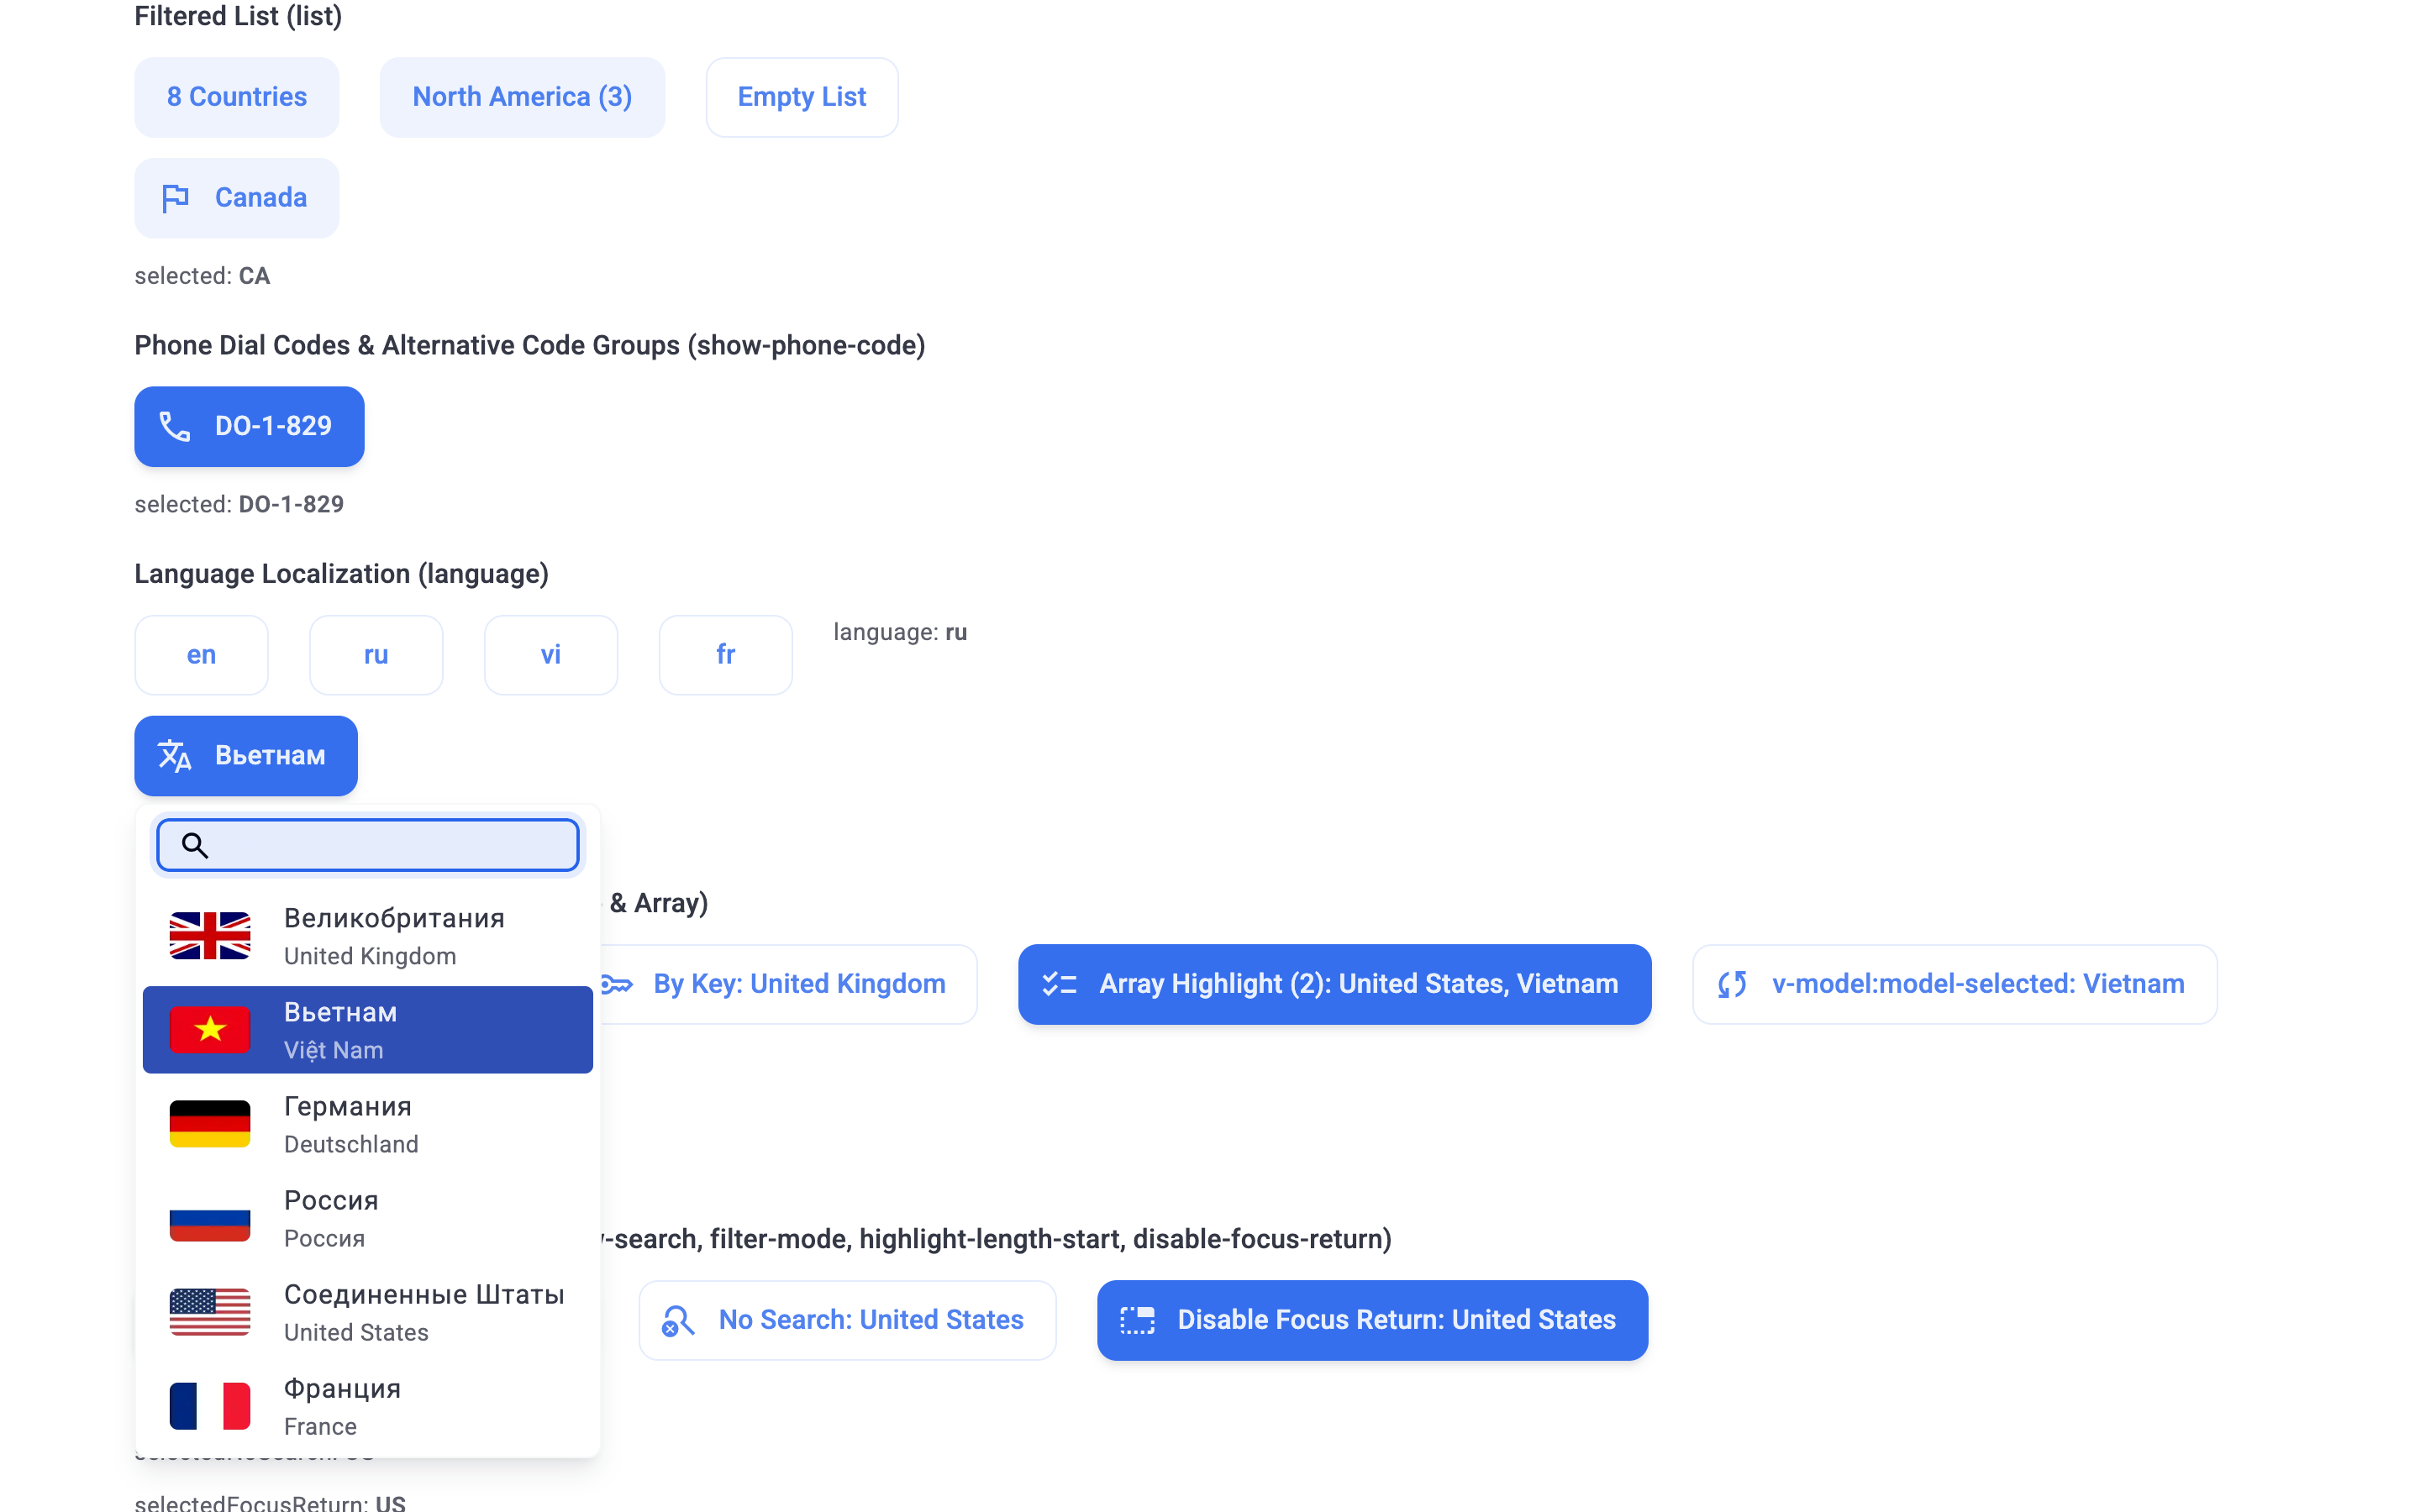 Filtered List (list)
8 Countries
North America (3)
Empty List
Canada
selected: CA
Phone Dial Codes & Alternative Code Groups (show-phone-code)
DO-1-829
selected: DO-1-829
Language Localization (language)
en
ru
vi
fr
language: ru
Вьетнам
Великобритания
United Kingdom
Вьетнам
Việt Nam
Германия
Deutschland
Россия
Россия
Соединенные Штаты
United States
Франция
France
& Array)
By Key: United Kingdom
Array Highlight (2): United States, Vietnam
v-model:model-selected: Vietnam
-search, filter-mode, highlight-length-start, disable-focus-return)
No Search: United States
Disable Focus Return: United States
selectedFocusReturn: US